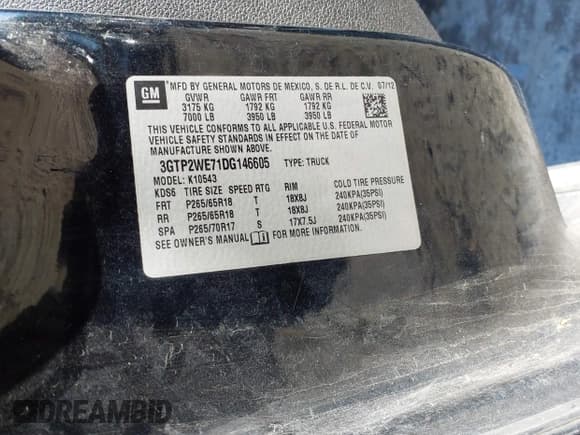 GM
MFD BY GENERAL MOTORS DE MEXICO, S. DE R.L. DE C.V. 07/12
GVWR GAWR FRT GAWR RR
3175 KG 1792 KG 1792 KG
7000 LB 3950 LB 3950 LB
THIS VEHICLE CONFORMS TO ALL APPLICABLE U.S. FEDERAL MOTOR
VEHICLE SAFETY STANDARDS IN EFFECT ON THE DATE OF
MANUFACTURE SHOWN ABOVE.
3GTP2WE71DG146605 TYPE: TRUCK
MODEL: K10543
KDS6 TIRE SIZE SPEED RTG RIM COLD TIRE PRESSURE
FRT P265/65R18 T 18X8J 240KPA(35PSI)
RR P265/65R18 T 18X8J 240KPA(35PSI)
SPA P265/70R17 S 17X7.5J 240KPA(35PSI)
SEE OWNER'S MANUAL FOR MORE INFORMATION.
DREAMBID